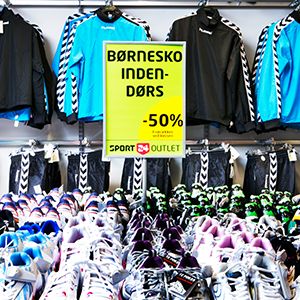 BØRNESKO
INDEN-
DØRS
-50%
SPORT 24 OUTLET